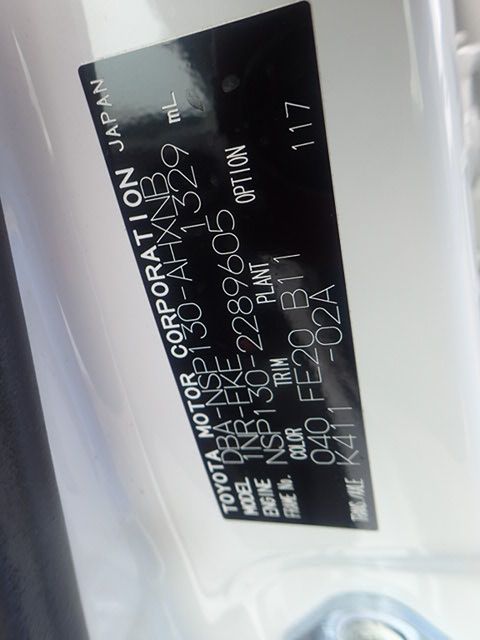 TOYOTA MOTOR CORPORATION JAPAN
MODEL DBA-NSP130-AHXNB
ENGINE 1NR-FKE 1329 mL
FRAME No. NSP130-2289605
COLOR TRIM PLANT OPTION
040 FE20 B11 117
TRANS/AXLE K411 -02A